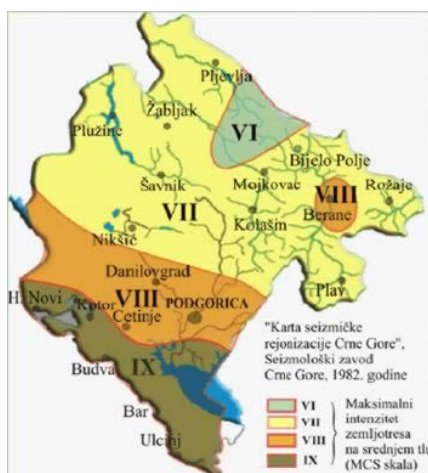 Pljevlja
Žabljak
Plužine
VI
Bijelo Polje
Šavnik
Mojkovac
VIII
Rožaje
VII
Berane
Kolašin
Nikšić
Danilovgrad
Plav
H. Novi
VIII
PODGORICA
Kotor
Cetinje
"Karta seizmičke
rejonizacije Crne Gore",
Seizmološki zavod
Crne Gore, 1982. godine
IX
Budva
Bar
Ulcinj
VI
VII
VIII
IX
Maksimalni
intenzitet
zemljotresa
na srednjem tlu
(MCS skala)